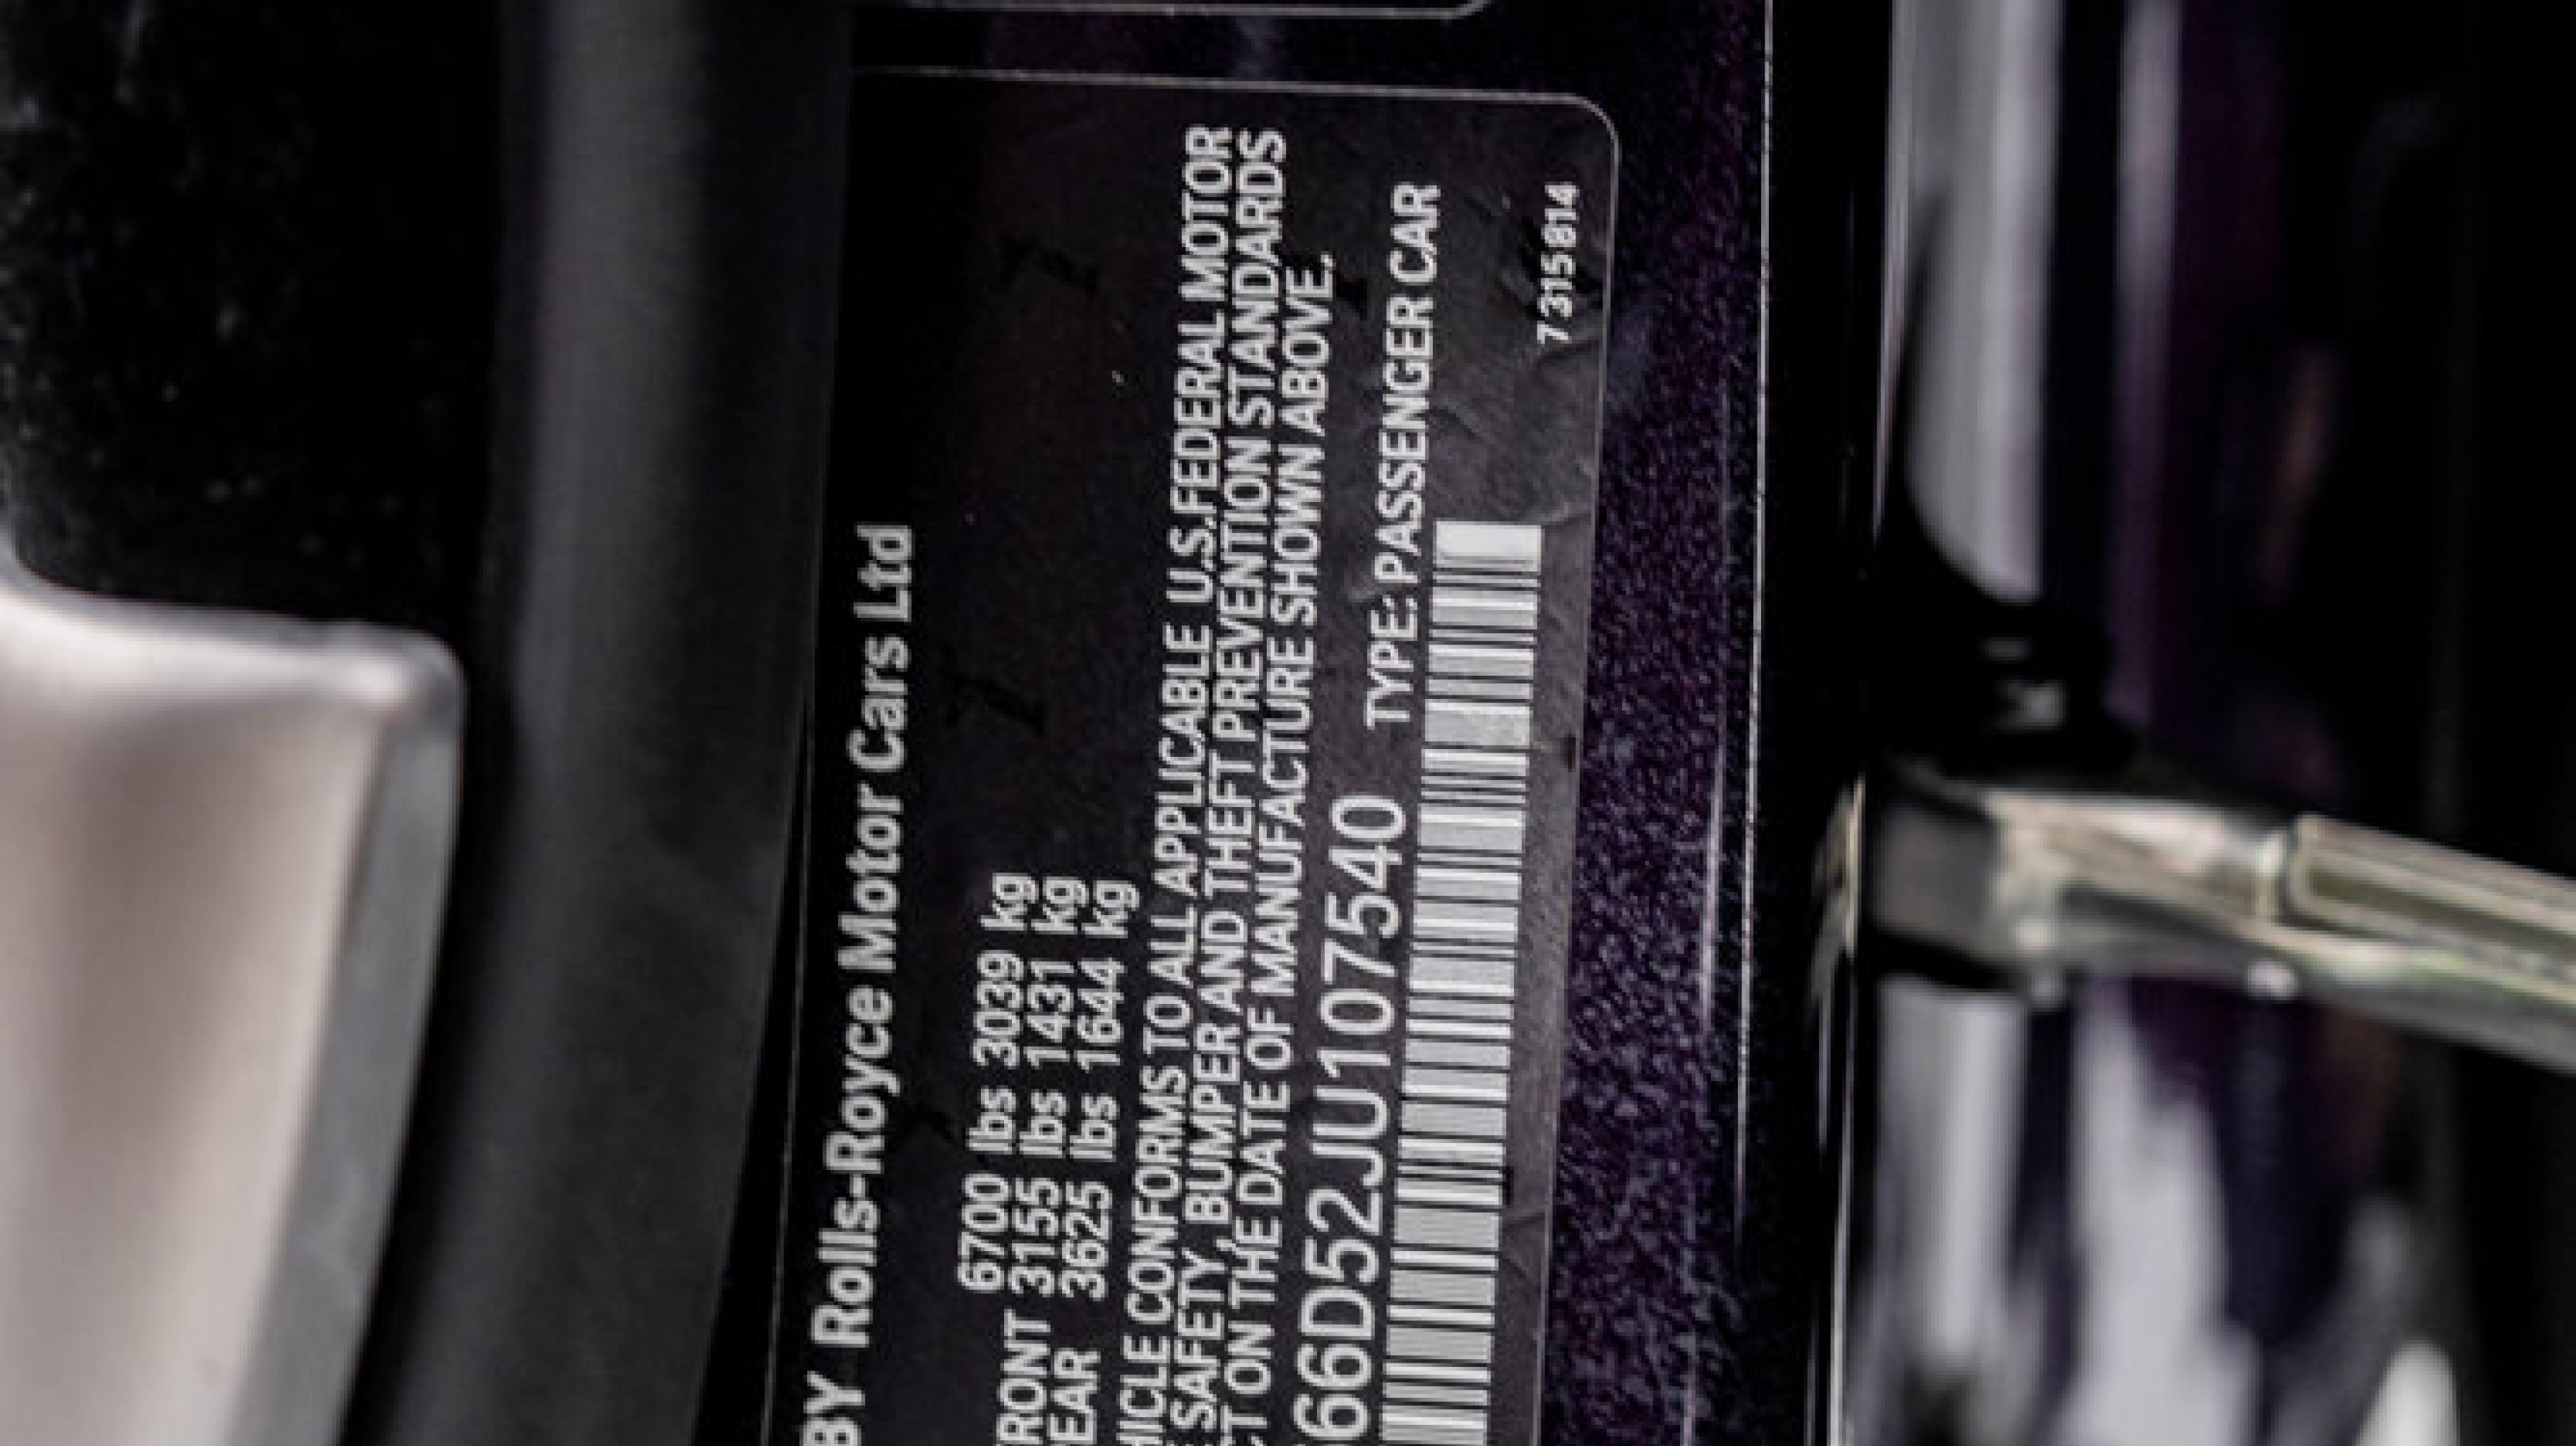 BY Rolls-Royce Motor Cars Ltd
6700 lbs 3039 kg
RONT 3155 lbs 1431 kg
EAR 3625 lbs 1644 kg
HICLE CONFORMS TO ALL APPLICABLE U.S.FEDERAL MOTOR
SAFETY, BUMPER AND THEFT PREVENTION STANDARDS
CT ON THE DATE OF MANUFACTURE SHOWN ABOVE.
66D52JU107540 TYPE: PASSENGER CAR
7315814